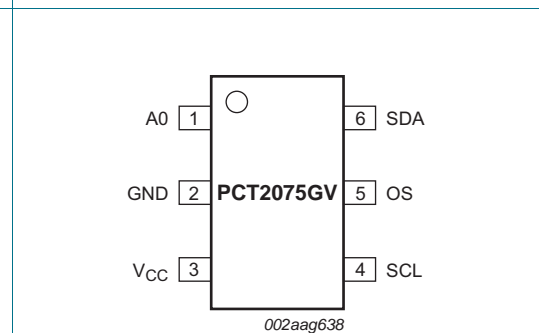 A0 1 6 SDA
GND 2 PCT2075GV 5 OS
VCC 3 4 SCL
002aag638